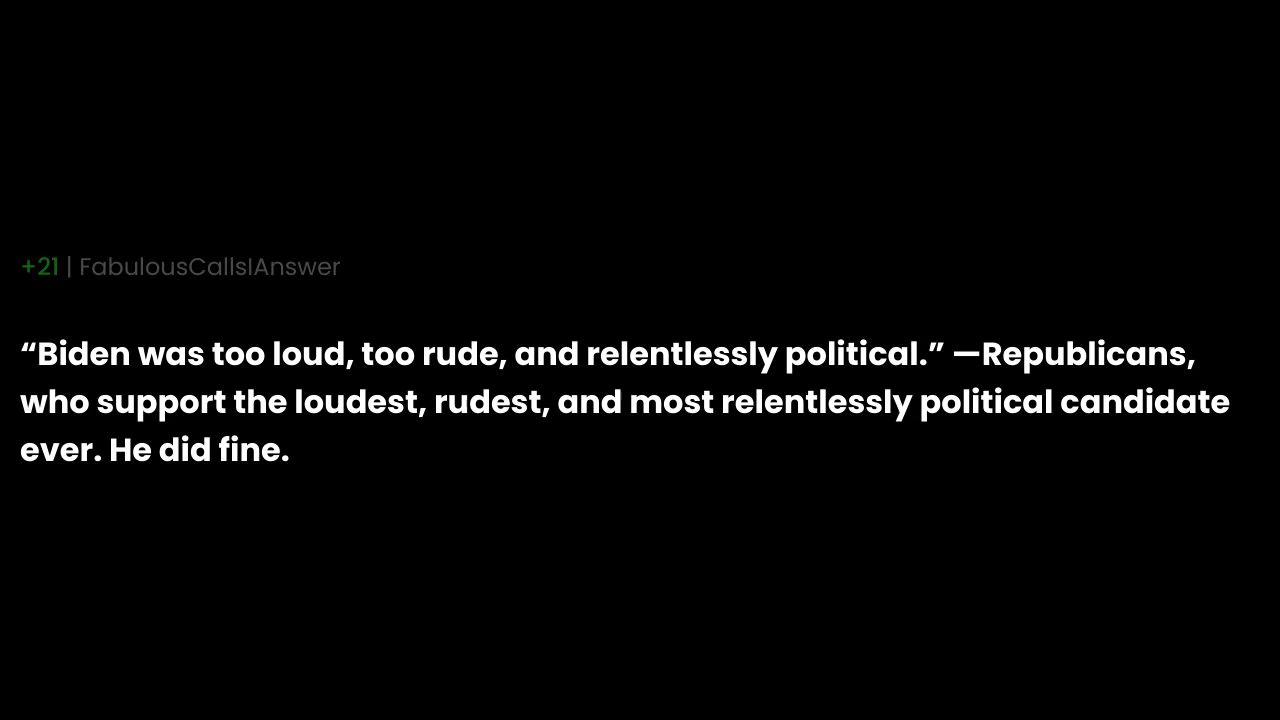 +21 | FabulousCallsIAnswer
“Biden was too loud, too rude, and relentlessly political.” —Republicans,
who support the loudest, rudest, and most relentlessly political candidate
ever. He did fine.